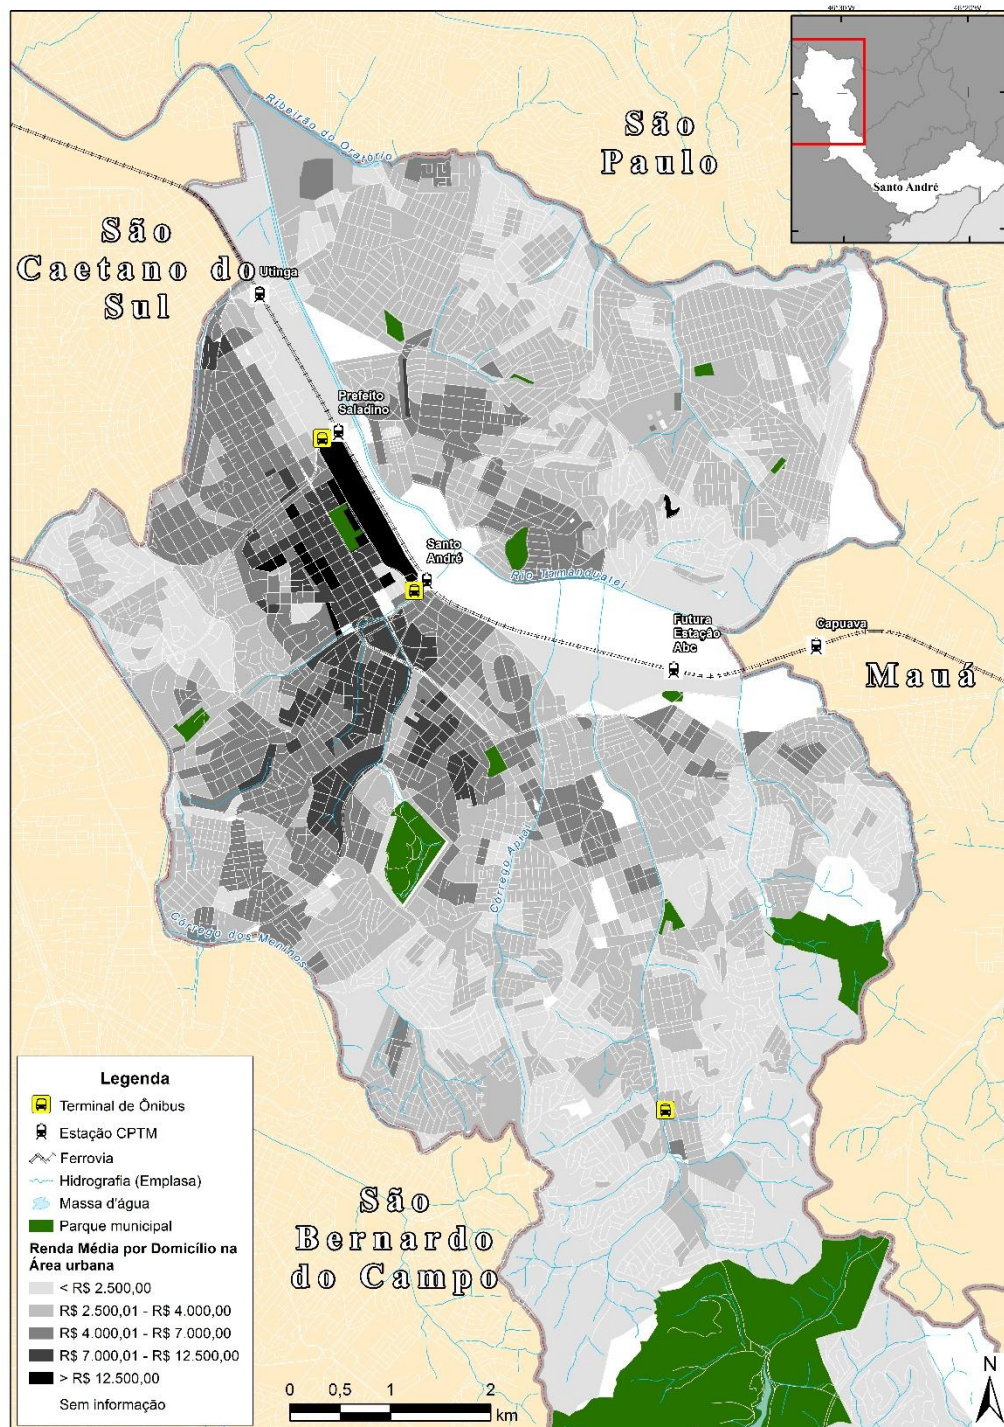 46°30'W
46°20'W
São
Paulo
Santo André
Ribeirão do Oratório
São
Caetano do
Sul
Utinga
Prefeito
Saladino
Santo
André
Rio Tamanduateí
Futura
Estação
Abc
Capuava
Mauá
Córrego Apiaí
Córrego dos Meninos
São
Bernardo
do Campo
Legenda
Terminal de Ônibus
Estação CPTM
Ferrovia
Hidrografia (Emplasa)
Massa d'água
Parque municipal
Renda Média por Domicílio na
Área urbana
< R$ 2.500,00
R$ 2.500,01 - R$ 4.000,00
R$ 4.000,01 - R$ 7.000,00
R$ 7.000,01 - R$ 12.500,00
> R$ 12.500,00
Sem informação
0 0,5 1 2
km
N